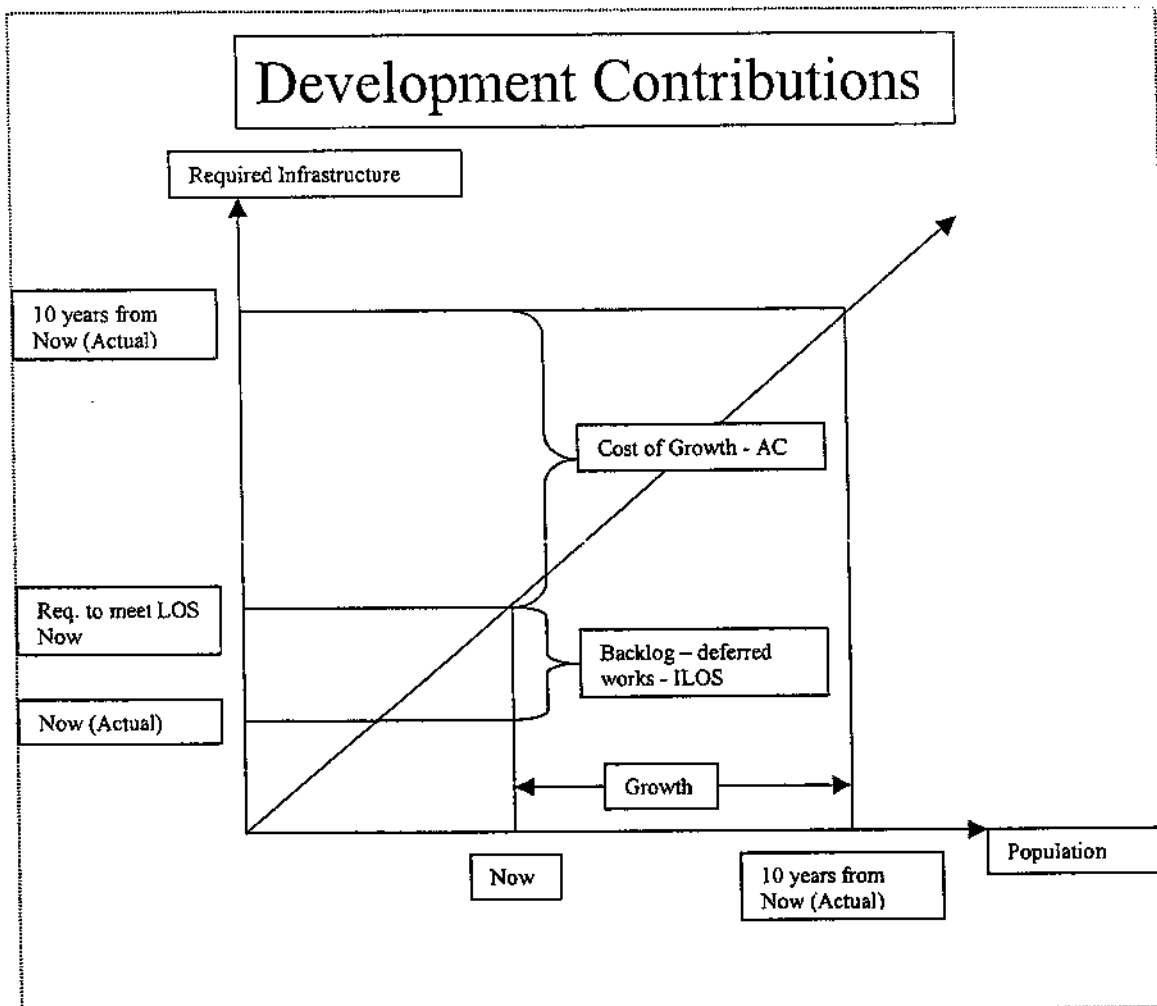 Development Contributions
Required Infrastructure
10 years from
Now (Actual)
Cost of Growth - AC
Req. to meet LOS
Now
Backlog – deferred
works - ILOS
Now (Actual)
Growth
Population
Now
10 years from
Now (Actual)